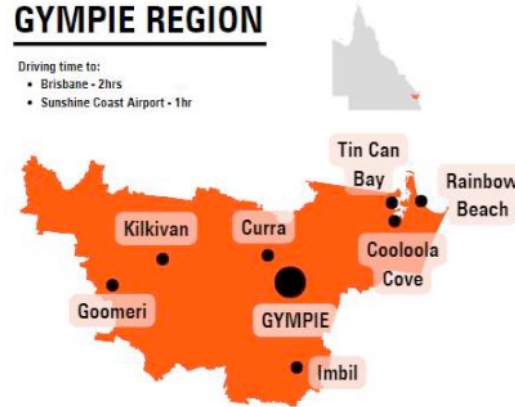 GYMPIE REGION
Driving time to:
• Brisbane - 2hrs
• Sunshine Coast Airport - 1hr
Tin Can
Bay
Rainbow
Beach
Kilkivan
Curra
Cooloola
Cove
Goomeri
GYMPIE
Imbil